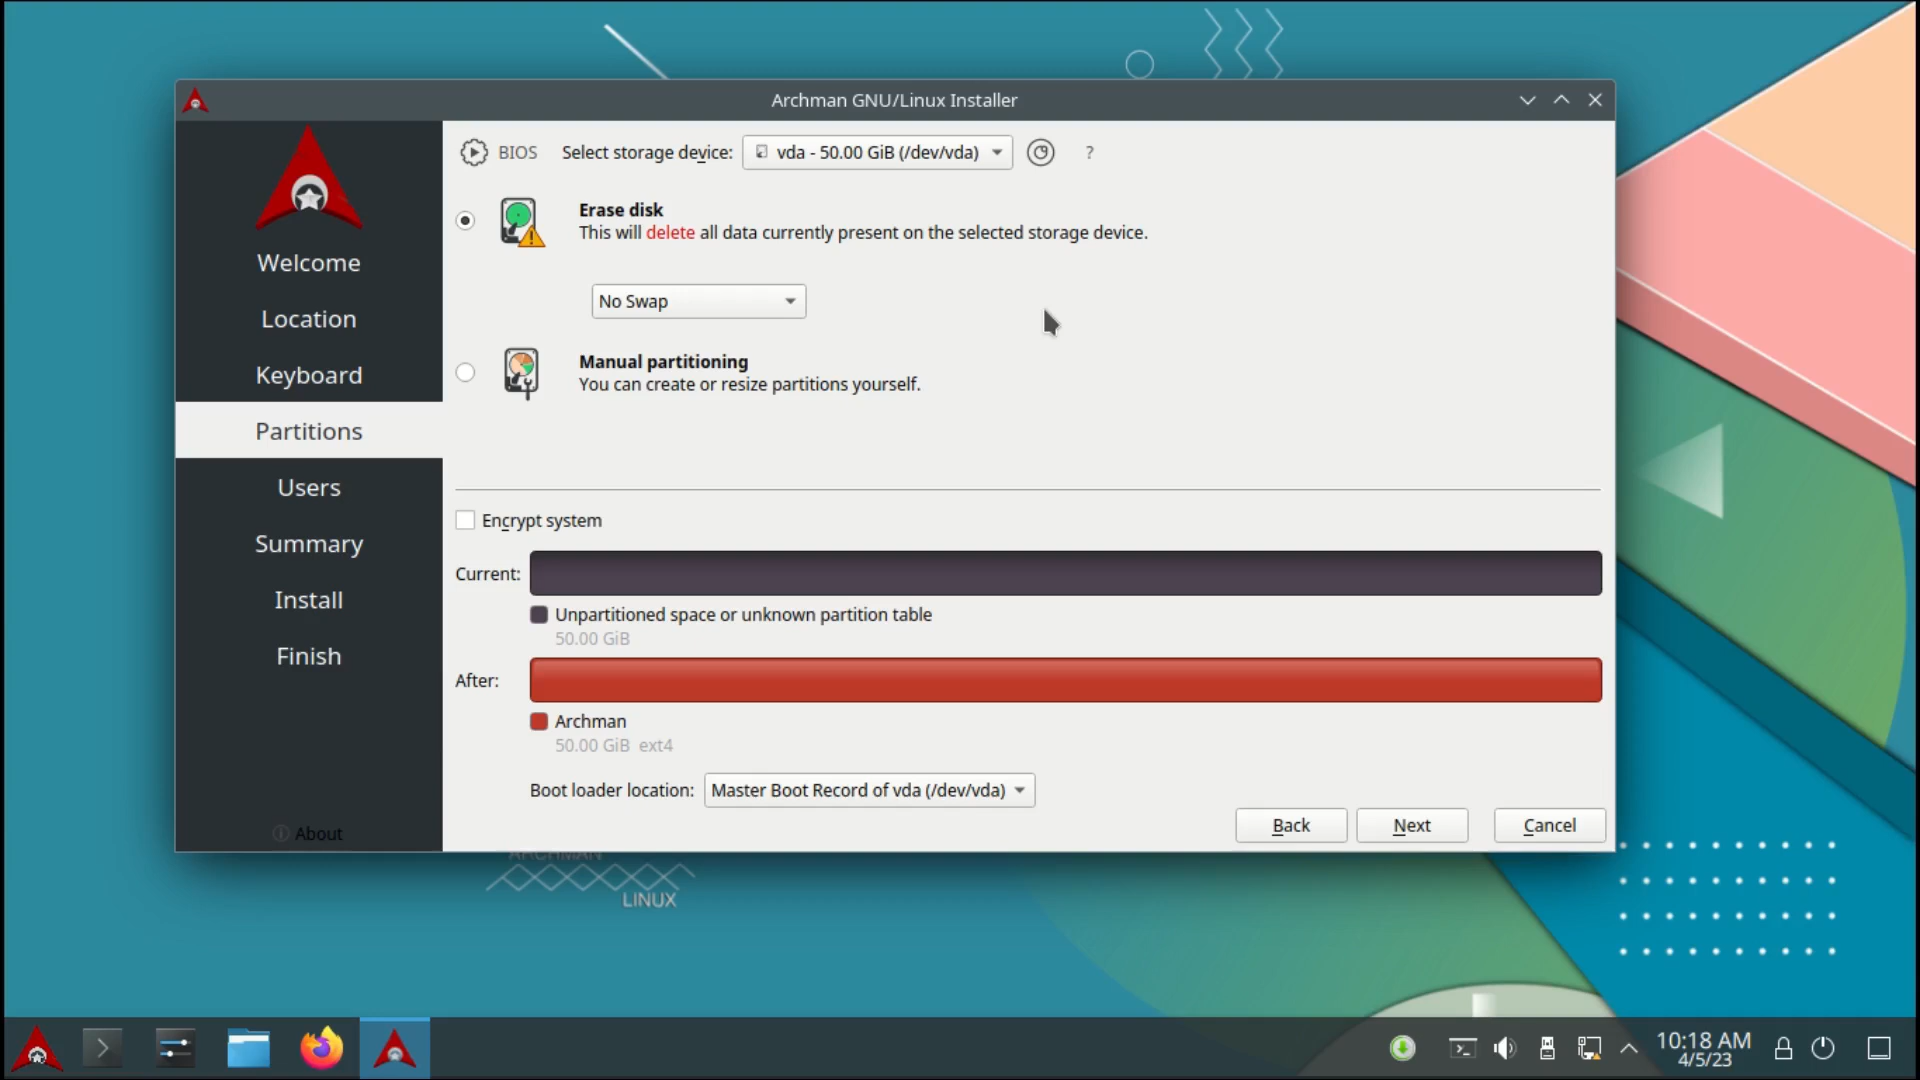 Archman GNU/Linux Installer
BIOS
Select storage device:
vda - 50.00 GiB (/dev/vda)
?
Erase disk
This will delete all data currently present on the selected storage device.
No Swap
Manual partitioning
You can create or resize partitions yourself.
Welcome
Location
Keyboard
Partitions
Users
Summary
Install
Finish
About
Encrypt system
Current:
Unpartitioned space or unknown partition table
50.00 GiB
After:
Archman
50.00 GiB ext4
Boot loader location:
Master Boot Record of vda (/dev/vda)
Back
Next
Cancel
ARCHMAN
LINUX
10:18 AM
4/5/23